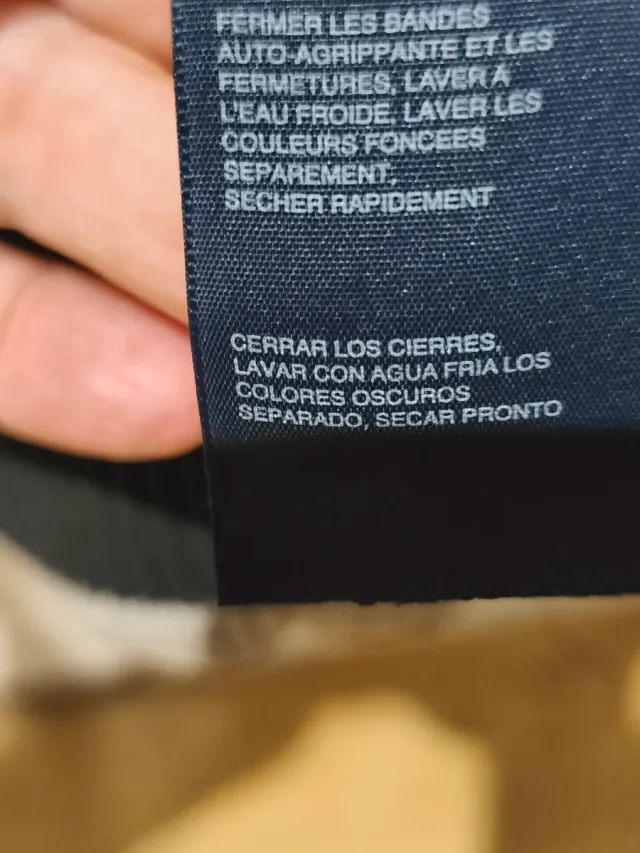 FERMER LES BANDES
AUTO-AGRIPPANTE ET LES
FERMETURES, LAVER A
L'EAU FROIDE, LAVER LES
COULEURS FONCEES
SEPAREMENT,
SECHER RAPIDEMENT
CERRAR LOS CIERRES,
LAVAR CON AGUA FRIA LOS
COLORES OSCUROS
SEPARADO, SECAR PRONTO